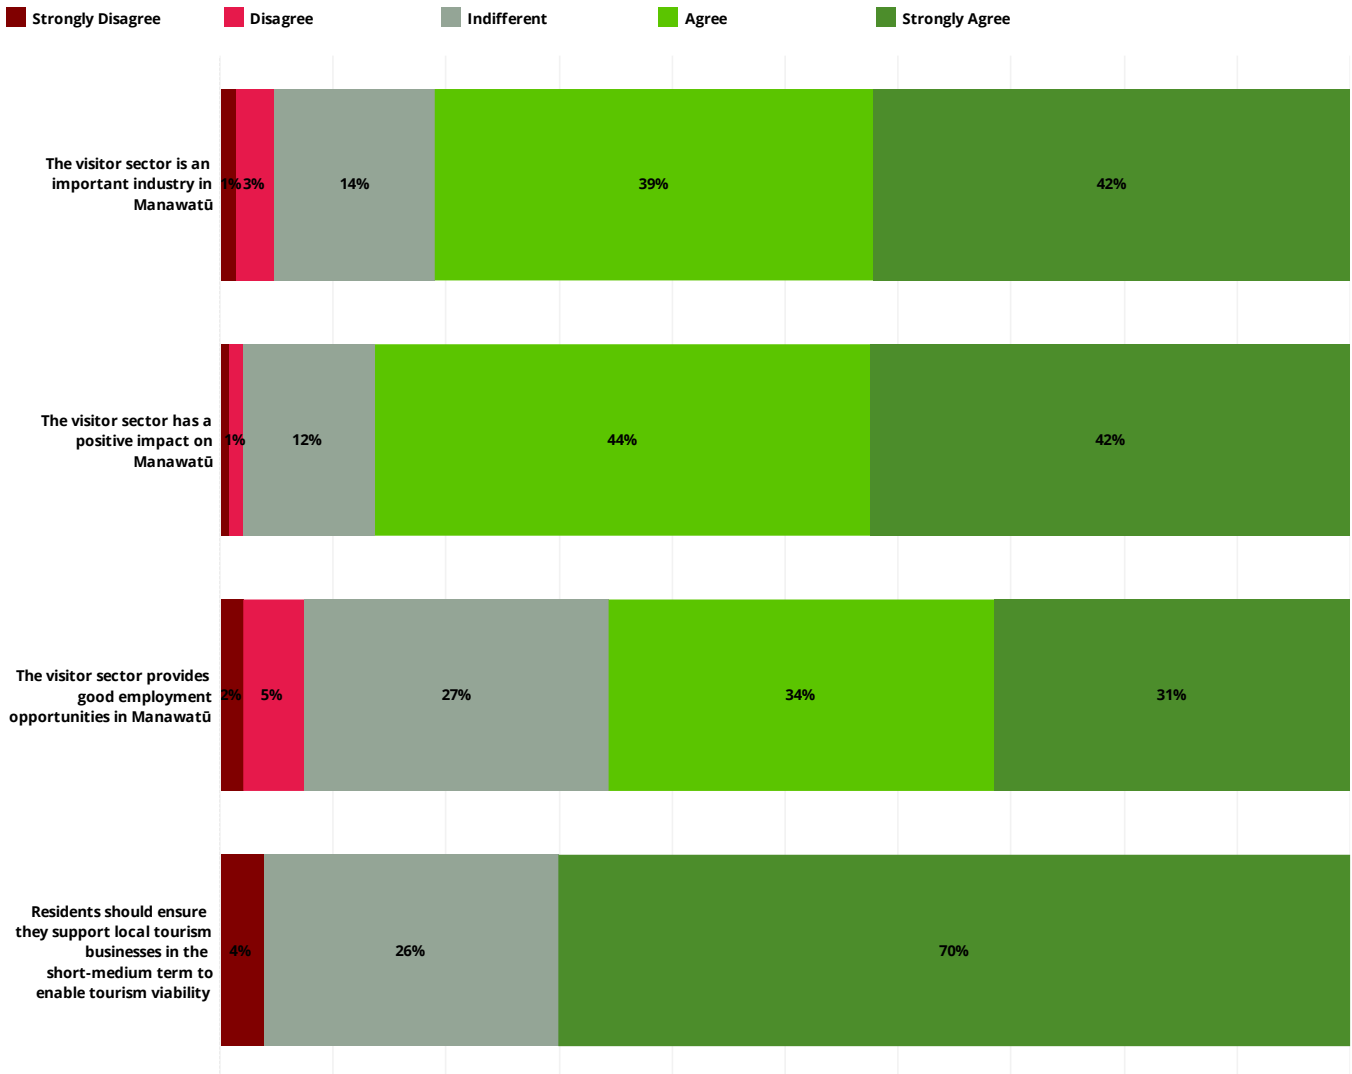 Strongly Disagree Disagree Indifferent Agree Strongly Agree
The visitor sector is an
important industry in
Manawatū
1% 3% 14% 39% 42%
The visitor sector has a
positive impact on
Manawatū
1% 12% 44% 42%
The visitor sector provides
good employment
opportunities in Manawatū
2% 5% 27% 34% 31%
Residents should ensure
they support local tourism
businesses in the
short-medium term to
enable tourism viability
4% 26% 70%